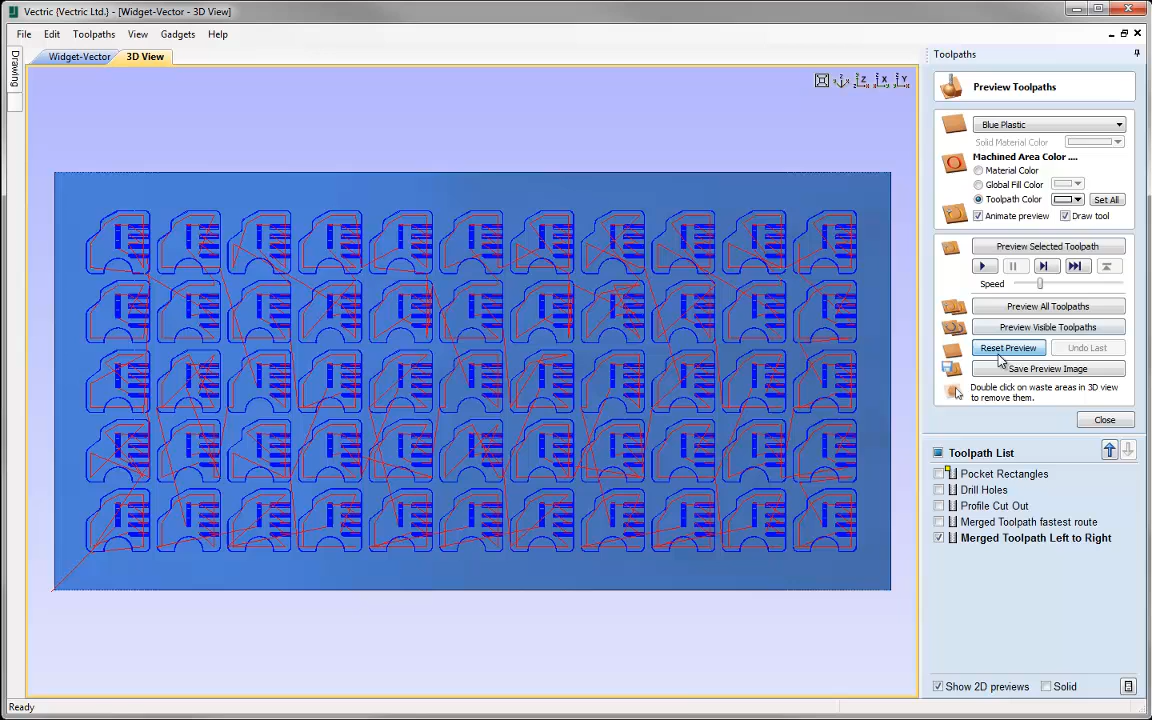 Vectric {Vectric Ltd.} - [Widget-Vector - 3D View]
File Edit Toolpaths View Gadgets Help
Drawing
Widget-Vector 3D View
Toolpaths
Preview Toolpaths
Blue Plastic
Solid Material Color
Machined Area Color ....
Material Color
Global Fill Color
Toolpath Color Set All
Animate preview Draw tool
Preview Selected Toolpath
Speed
Preview All Toolpaths
Preview Visible Toolpaths
Reset Preview Undo Last
Save Preview Image
Double click on waste areas in 3D view
to remove them.
Close
Toolpath List
Pocket Rectangles
Drill Holes
Profile Cut Out
Merged Toolpath fastest route
Merged Toolpath Left to Right
Show 2D previews Solid
Ready